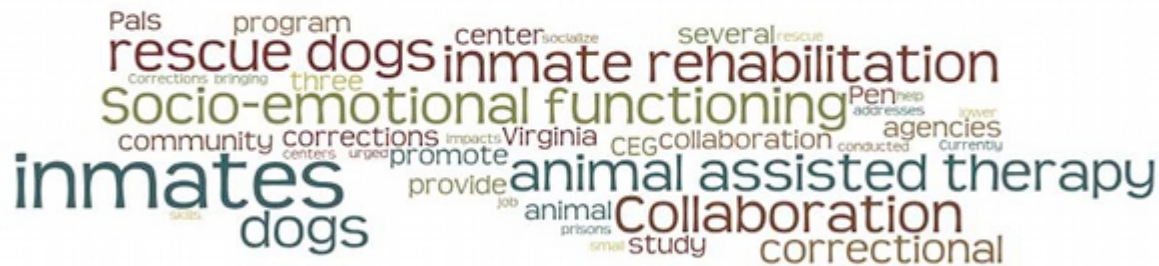 Pals program
rescue dogs center socialize several rescue
inmate rehabilitation
Corrections bringing three
Socio-emotional functioning Pen help
addresses lower
community corrections impacts Virginia CEG collaboration agencies
conducted Currently
centers urged promote
inmates provide animal assisted therapy
skills dogs job animal Collaboration
prisons
small study correctional